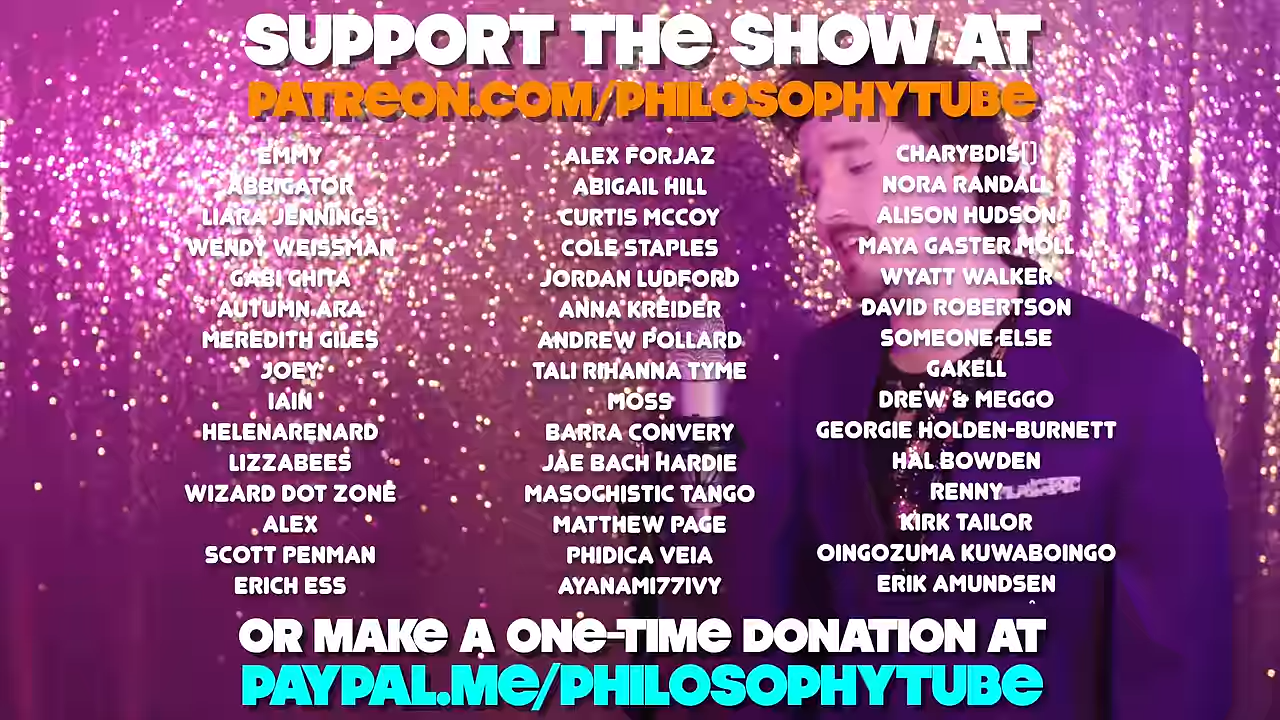 SUPPORT THE SHOW AT
PATREON.COM/PHILOSOPHYTUBE
EMMY
ABBIGATOR
LIARA JENNINGS
WENDY WEISSMAN
GABI GHITA
AUTUMN ARA
MEREDITH GILES
JOEY
IAIN
HELENARENARD
LIZZABEES
WIZARD DOT ZONE
ALEX
SCOTT PENMAN
ERICH ESS
ALEX FORJAZ
ABIGAIL HILL
CURTIS MCCOY
COLE STAPLES
JORDAN LUDFORD
ANNA KREIDER
ANDREW POLLARD
TALI RIHANNA TYME
MOSS
BARRA CONVERY
JAE BACH HARDIE
MASOGHISTIC TANGO
MATTHEW PAGE
PHIDICA VEIA
AYANAMI77IVY
CHARYBDIS[]
NORA RANDALL
ALISON HUDSON
MAYA GASTER MOLL
WYATT WALKER
DAVID ROBERTSON
SOMEONE ELSE
GAKELL
DREW & MEGGO
GEORGIE HOLDEN-BURNETT
HAL BOWDEN
RENNY
KIRK TAILOR
OINGOZUMA KUWABOINGO
ERIK AMUNDSEN
OR MAKE A ONE-TIME DONATION AT
PAYPAL.ME/PHILOSOPHYTUBE